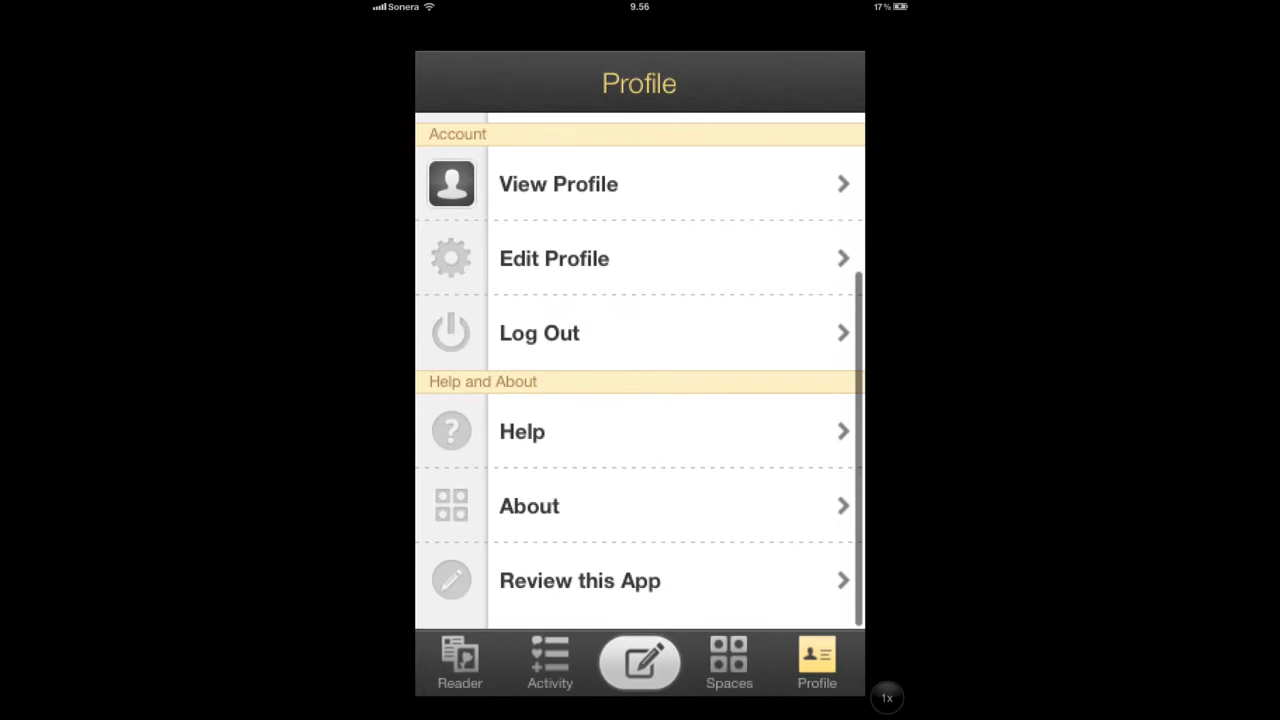 Sonera
9.56
17%
Profile
Account
View Profile
Edit Profile
Log Out
Help and About
?
Help
About
Review this App
Reader
Activity
Spaces
Profile
1x